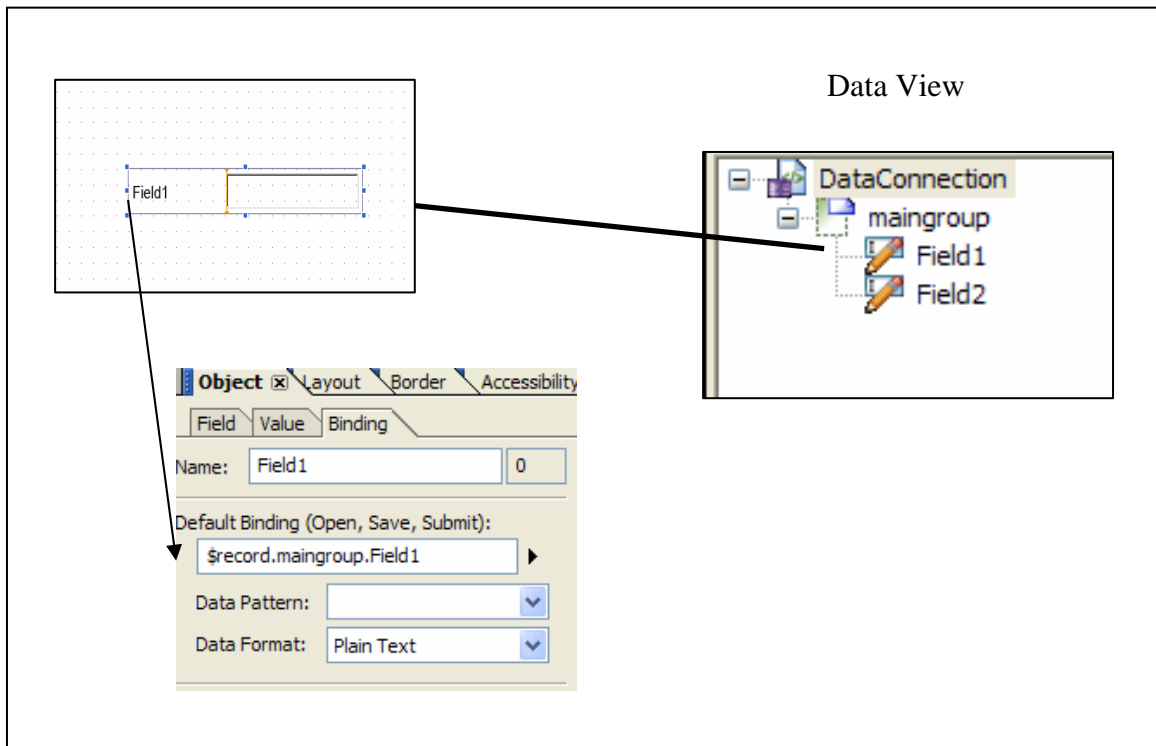 Data View
Field1
DataConnection
maingroup
Field1
Field2
Object Layout Border Accessibility
Field Value Binding
Name: Field1 0
Default Binding (Open, Save, Submit):
$record.maingroup.Field1
Data Pattern:
Data Format: Plain Text